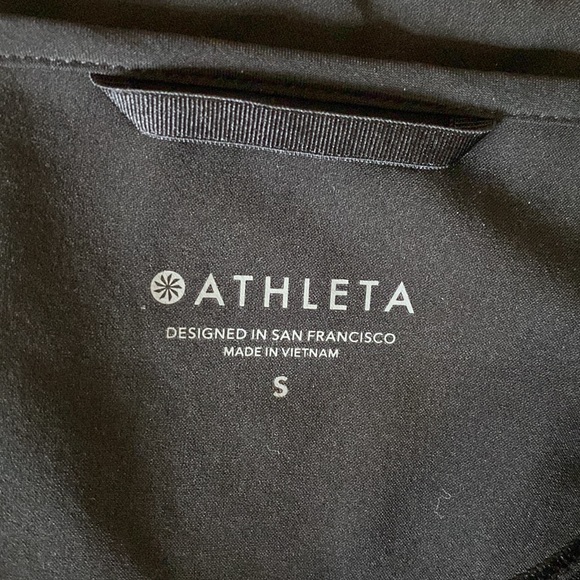 ATHLETA
DESIGNED IN SAN FRANCISCO
MADE IN VIETNAM
S